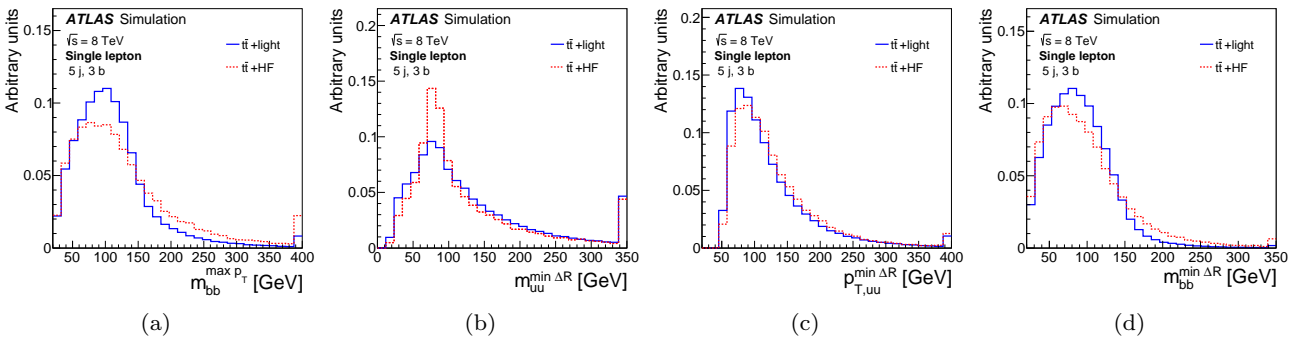 ATLAS Simulation
√s = 8 TeV
Single lepton
5 j, 3 b
tt̄+light
tt̄+HF
Arbitrary units
0.15
0.1
0.05
0
50 100 150 200 250 300 350 400
m_bb^max p_T [GeV]
(a)
ATLAS Simulation
√s = 8 TeV
Single lepton
5 j, 3 b
tt̄+light
tt̄+HF
Arbitrary units
0.2
0.15
0.1
0.05
0
0 50 100 150 200 250 300 350
m_uu^min ΔR [GeV]
(b)
ATLAS Simulation
√s = 8 TeV
Single lepton
5 j, 3 b
tt̄+light
tt̄+HF
Arbitrary units
0.2
0.15
0.1
0.05
0
50 100 150 200 250 300 350 400
p_T,uu^min ΔR [GeV]
(c)
ATLAS Simulation
√s = 8 TeV
Single lepton
5 j, 3 b
tt̄+light
tt̄+HF
Arbitrary units
0.15
0.1
0.05
0
50 100 150 200 250 300 350
m_bb^min ΔR [GeV]
(d)